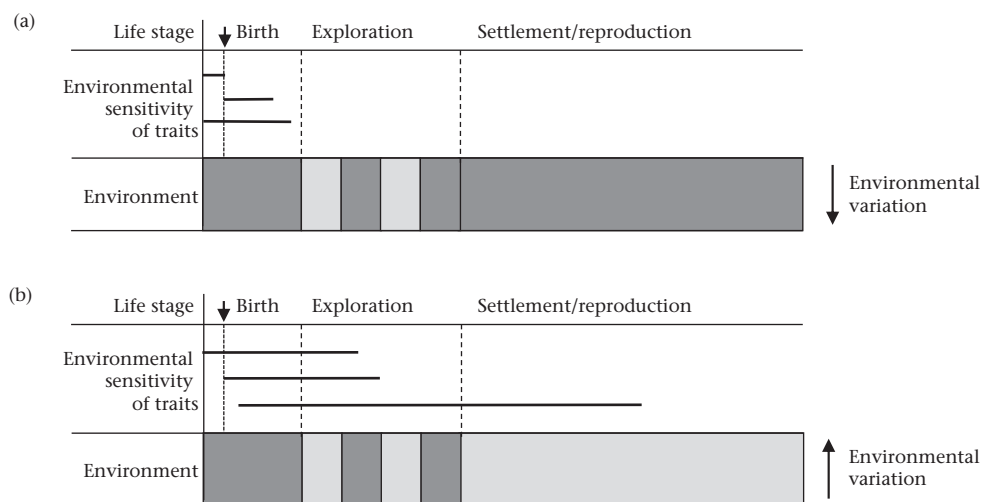 (a)
Life stage Birth Exploration Settlement/reproduction
Environmental
sensitivity
of traits
Environment
Environmental
variation
(b)
Life stage Birth Exploration Settlement/reproduction
Environmental
sensitivity
of traits
Environment
Environmental
variation